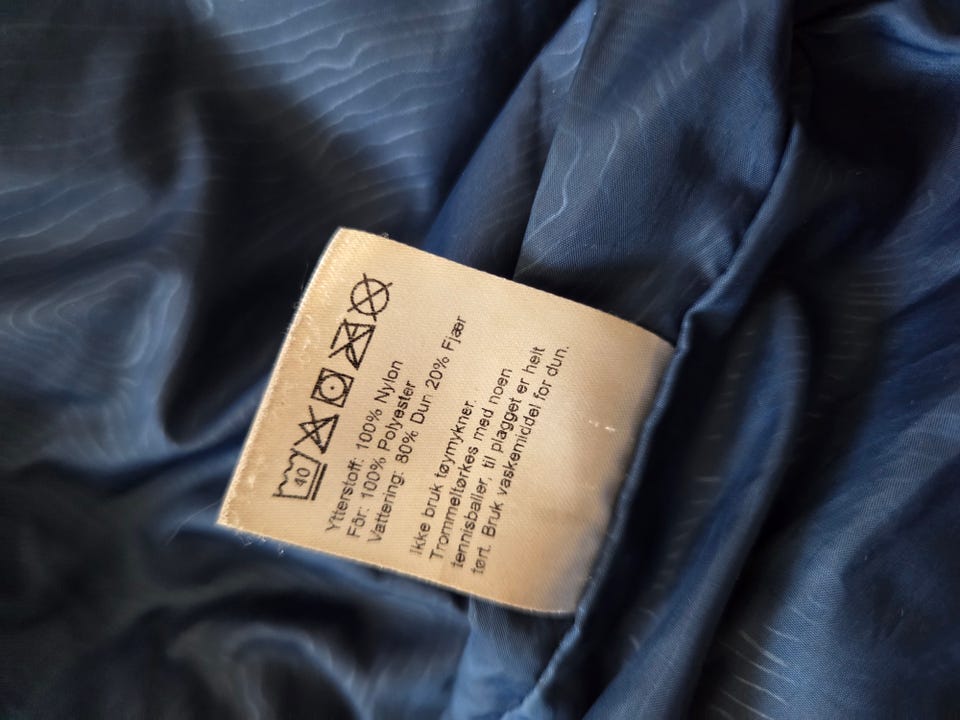 40
Ytterstoff: 100% Nylon
Fôr: 100% Polyester
Vattering: 80% Dun 20% Fjær
Ikke bruk tøymykner.
Trommeltørkes med noen
tennisballer, til plagget er helt
tørt. Bruk vaskemiddel for dun.